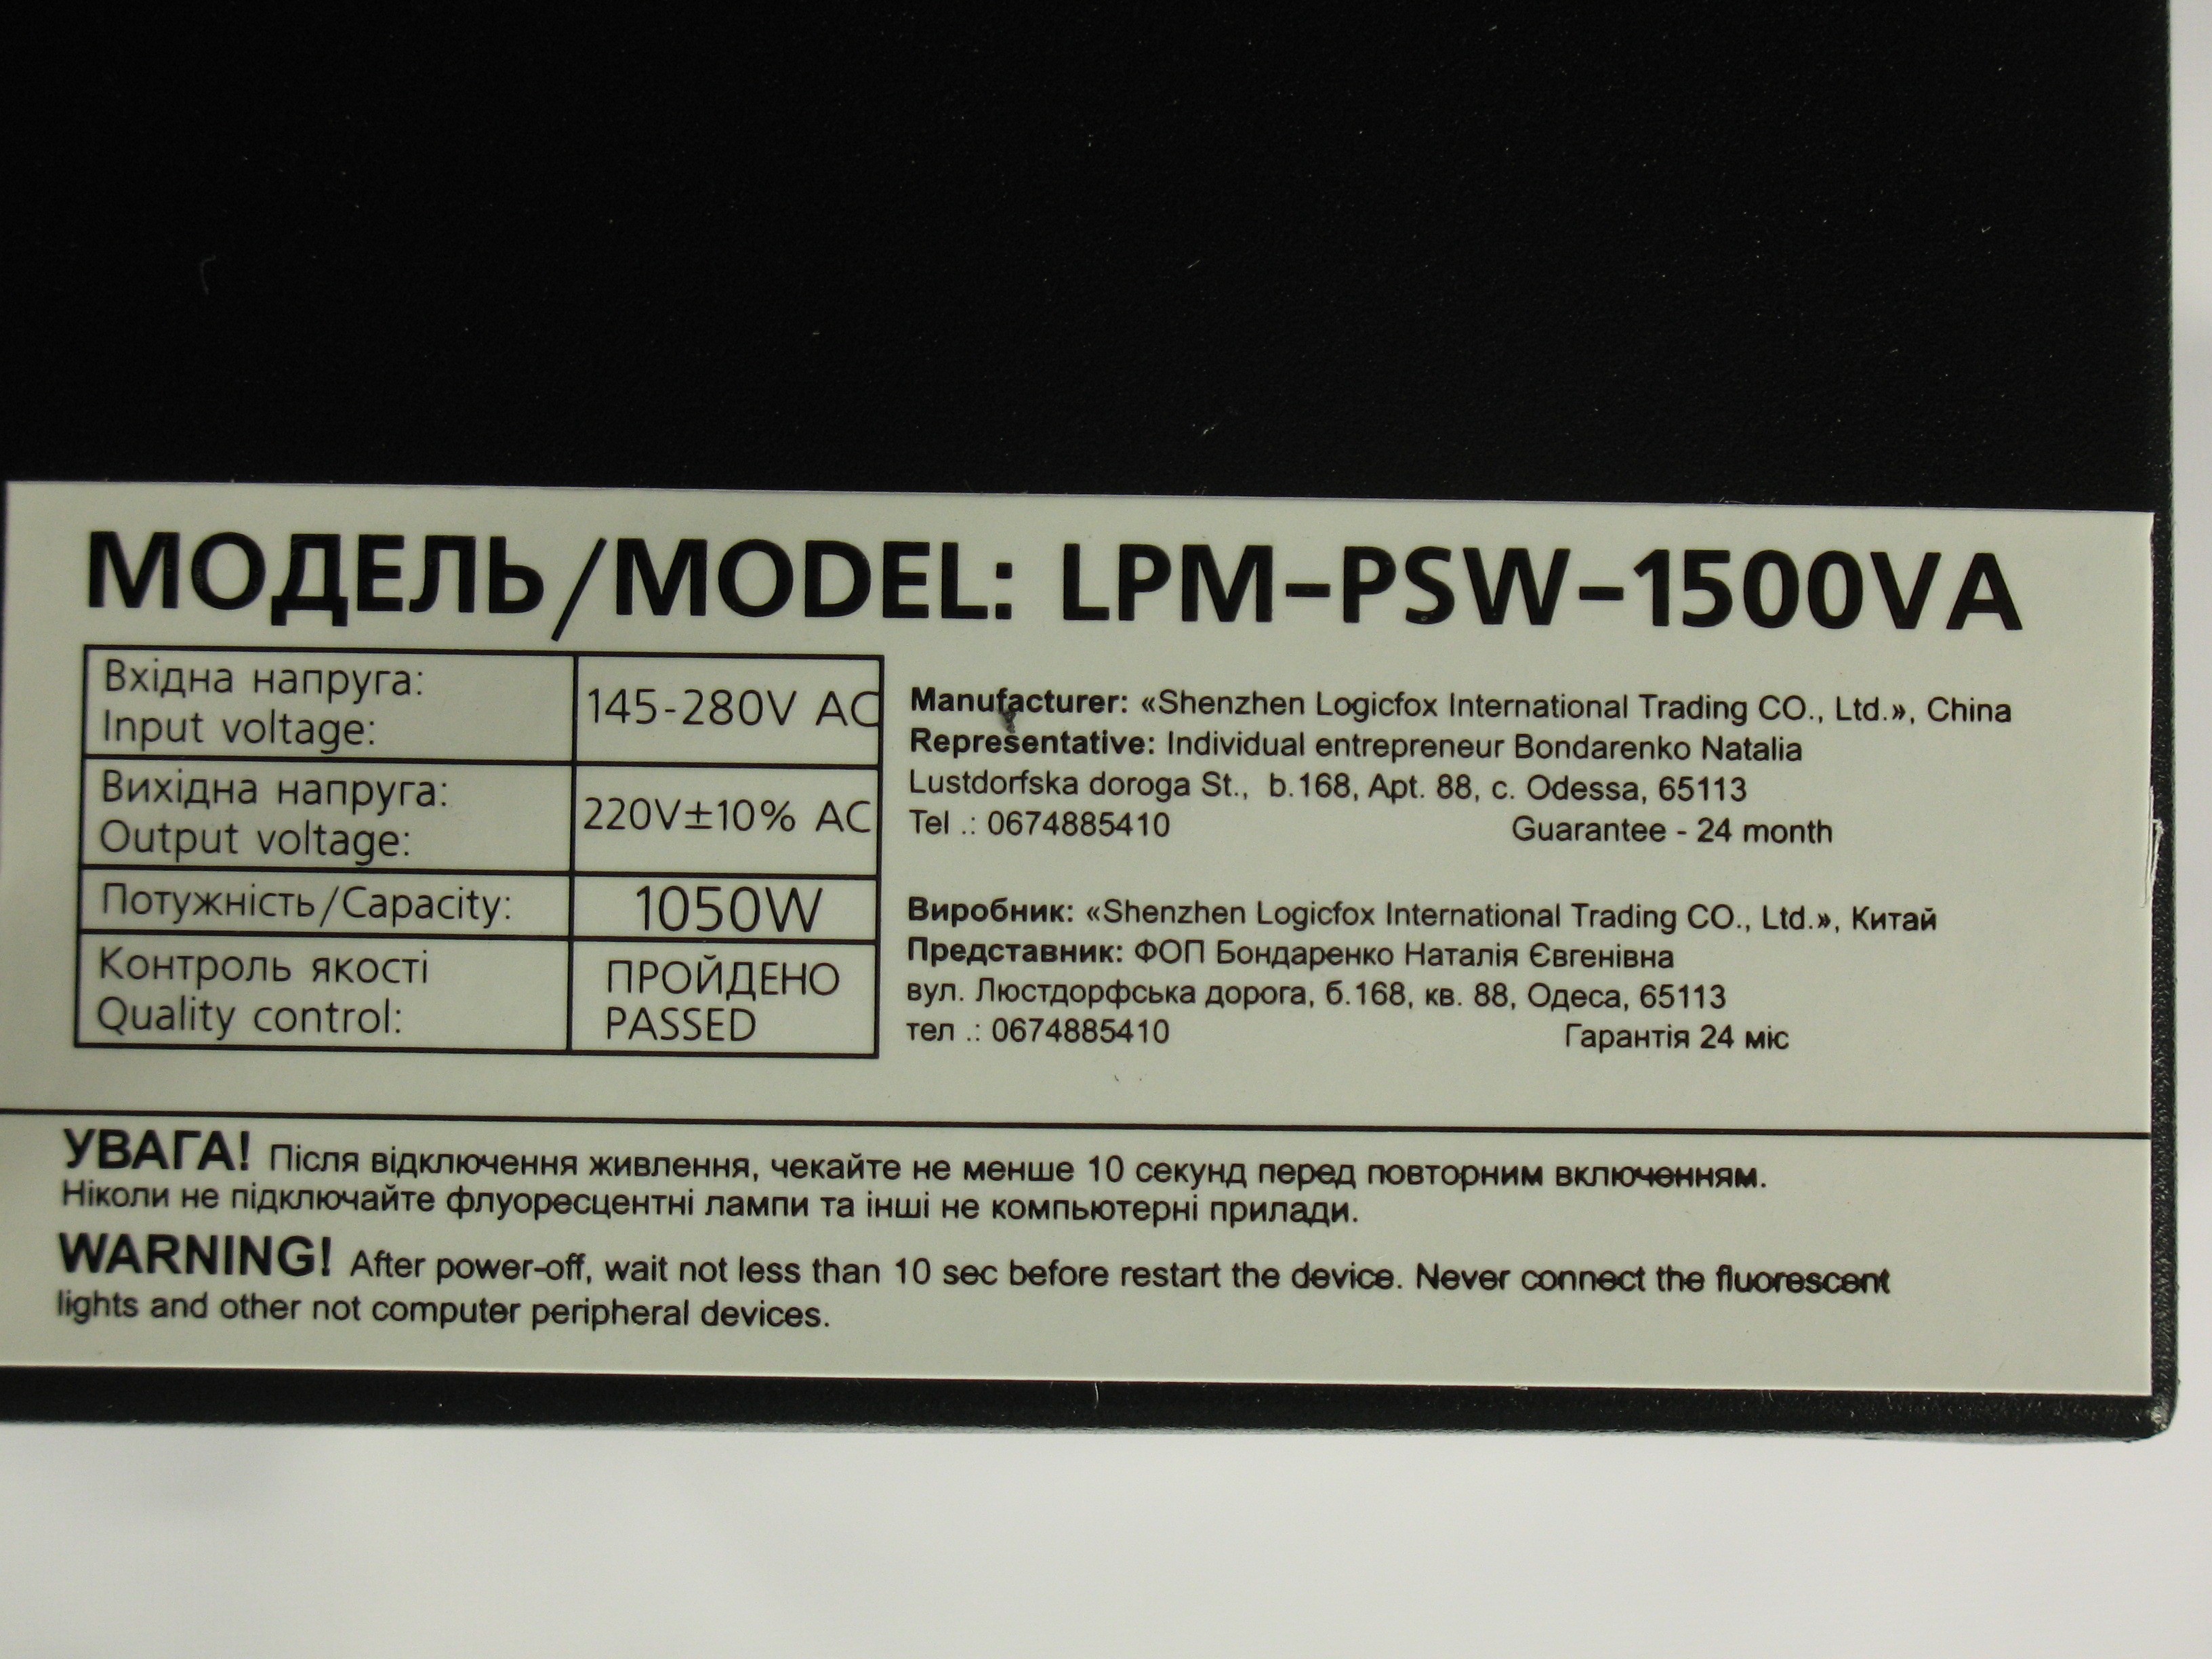 МОДЕЛЬ/MODEL: LPM-PSW-1500VA
Вхідна напруга:
Input voltage:
145-280V AC
Вихідна напруга:
Output voltage:
220V±10% AC
Потужність/Capacity:
1050W
Контроль якості
Quality control:
ПРОЙДЕНО
PASSED
Manufacturer: «Shenzhen Logicfox International Trading CO., Ltd.», China
Representative: Individual entrepreneur Bondarenko Natalia
Lustdorfska doroga St., b.168, Apt. 88, c. Odessa, 65113
Tel .: 0674885410 Guarantee - 24 month
Виробник: «Shenzhen Logicfox International Trading CO., Ltd.», Китай
Представник: ФОП Бондаренко Наталія Євгенівна
вул. Люстдорфська дорога, б.168, кв. 88, Одеса, 65113
тел .: 0674885410 Гарантія 24 міс
УВАГА! Після відключення живлення, чекайте не менше 10 секунд перед повторним включенням.
Ніколи не підключайте флуоресцентні лампи та інші не компьютерні прилади.
WARNING! After power-off, wait not less than 10 sec before restart the device. Never connect the fluorescent
lights and other not computer peripheral devices.